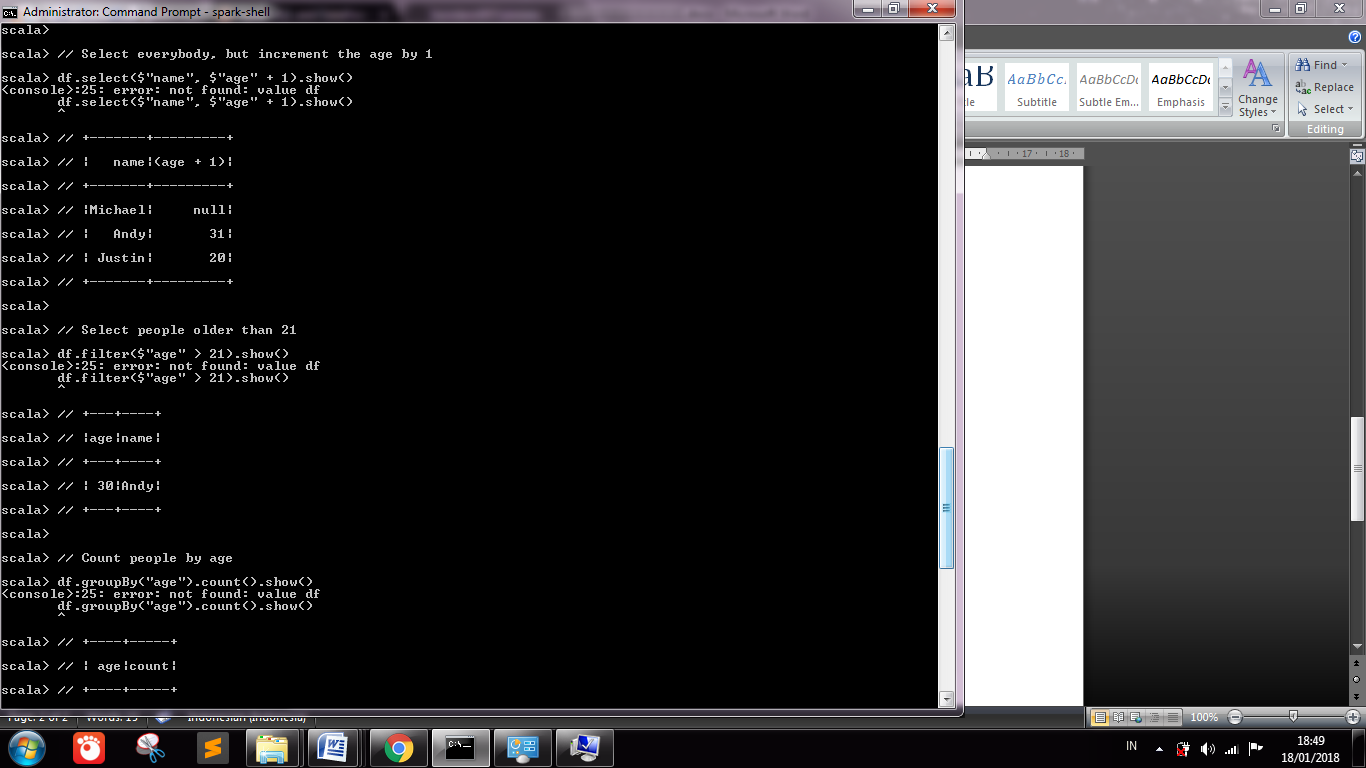 Administrator: Command Prompt - spark-shell
scala>
scala> // Select everybody, but increment the age by 1
scala> df.select($"name", $"age" + 1).show()
<console>:25: error: not found: value df
       df.select($"name", $"age" + 1).show()
       ^
scala> // +-------+---------+
scala> // |   name|(age + 1)|
scala> // +-------+---------+
scala> // |Michael|     null|
scala> // |   Andy|       31|
scala> // | Justin|       20|
scala> // +-------+---------+
scala>
scala> // Select people older than 21
scala> df.filter($"age" > 21).show()
<console>:25: error: not found: value df
       df.filter($"age" > 21).show()
       ^
scala> // +---+----+
scala> // |age|name|
scala> // +---+----+
scala> // | 30|Andy|
scala> // +---+----+
scala>
scala> // Count people by age
scala> df.groupBy("age").count().show()
<console>:25: error: not found: value df
       df.groupBy("age").count().show()
       ^
scala> // +----+-----+
scala> // | age|count|
scala> // +----+-----+
AaBbCc. AaBbCcDc AaBbCcDc
Subtitle Subtle Em... Emphasis
Change Styles
Find
Replace
Select
Editing
17 18
Page: 2 of 2 Words: 15 Indonesian (Indonesia)
100%
IN
18:49
18/01/2018